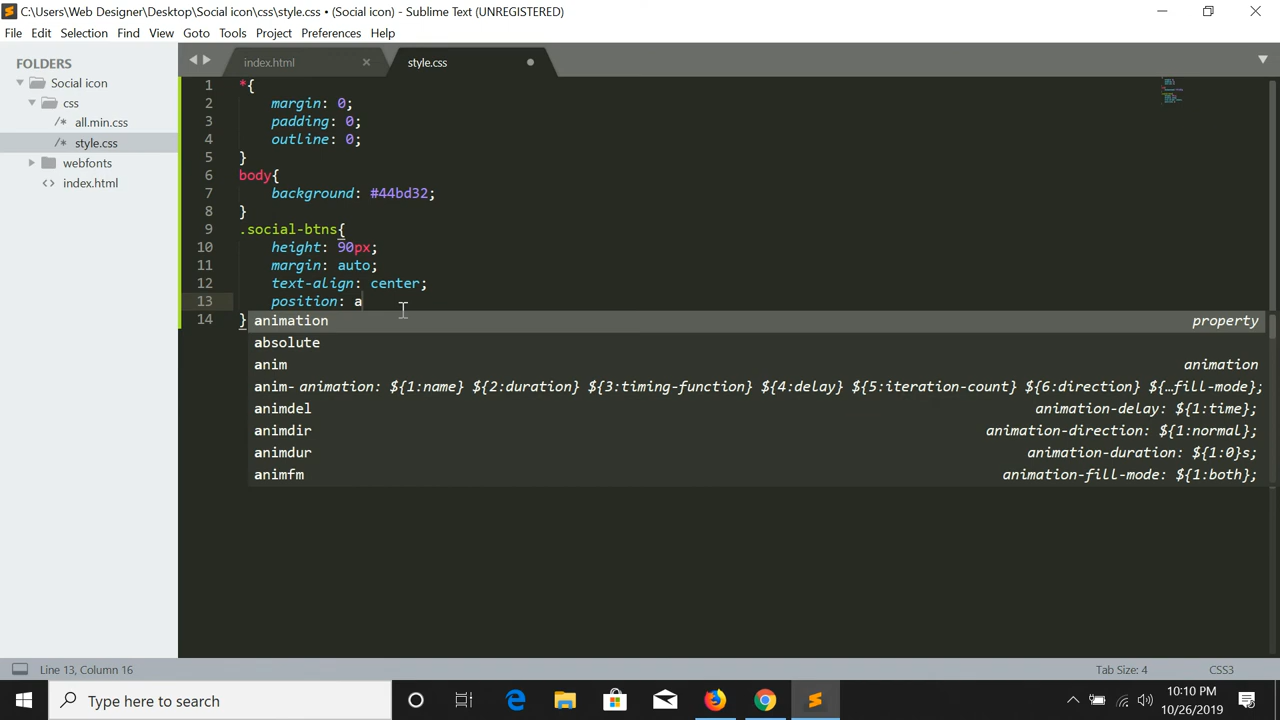 C:\Users\Web Designer\Desktop\Social icon\css\style.css • (Social icon) - Sublime Text (UNREGISTERED)
File Edit Selection Find View Goto Tools Project Preferences Help
FOLDERS
Social icon
css
all.min.css
/* style.css
webfonts
<> index.html
index.html
style.css
1 *{
2 margin: 0;
3 padding: 0;
4 outline: 0;
5 }
6 body{
7 background: #44bd32;
8 }
9 .social-btns{
10 height: 90px;
11 margin: auto;
12 text-align: center;
13 position: a
14 }
animation property
absolute
anim animation
anim- animation: ${1:name} ${2:duration} ${3:timing-function} ${4:delay} ${5:iteration-count} ${6:direction} ${…fill-mode};
animdel animation-delay: ${1:time};
animdir animation-direction: ${1:normal};
animdur animation-duration: ${1:0}s;
animfm animation-fill-mode: ${1:both};
Line 13, Column 16
Tab Size: 4
CSS3
Type here to search
10:10 PM
10/26/2019